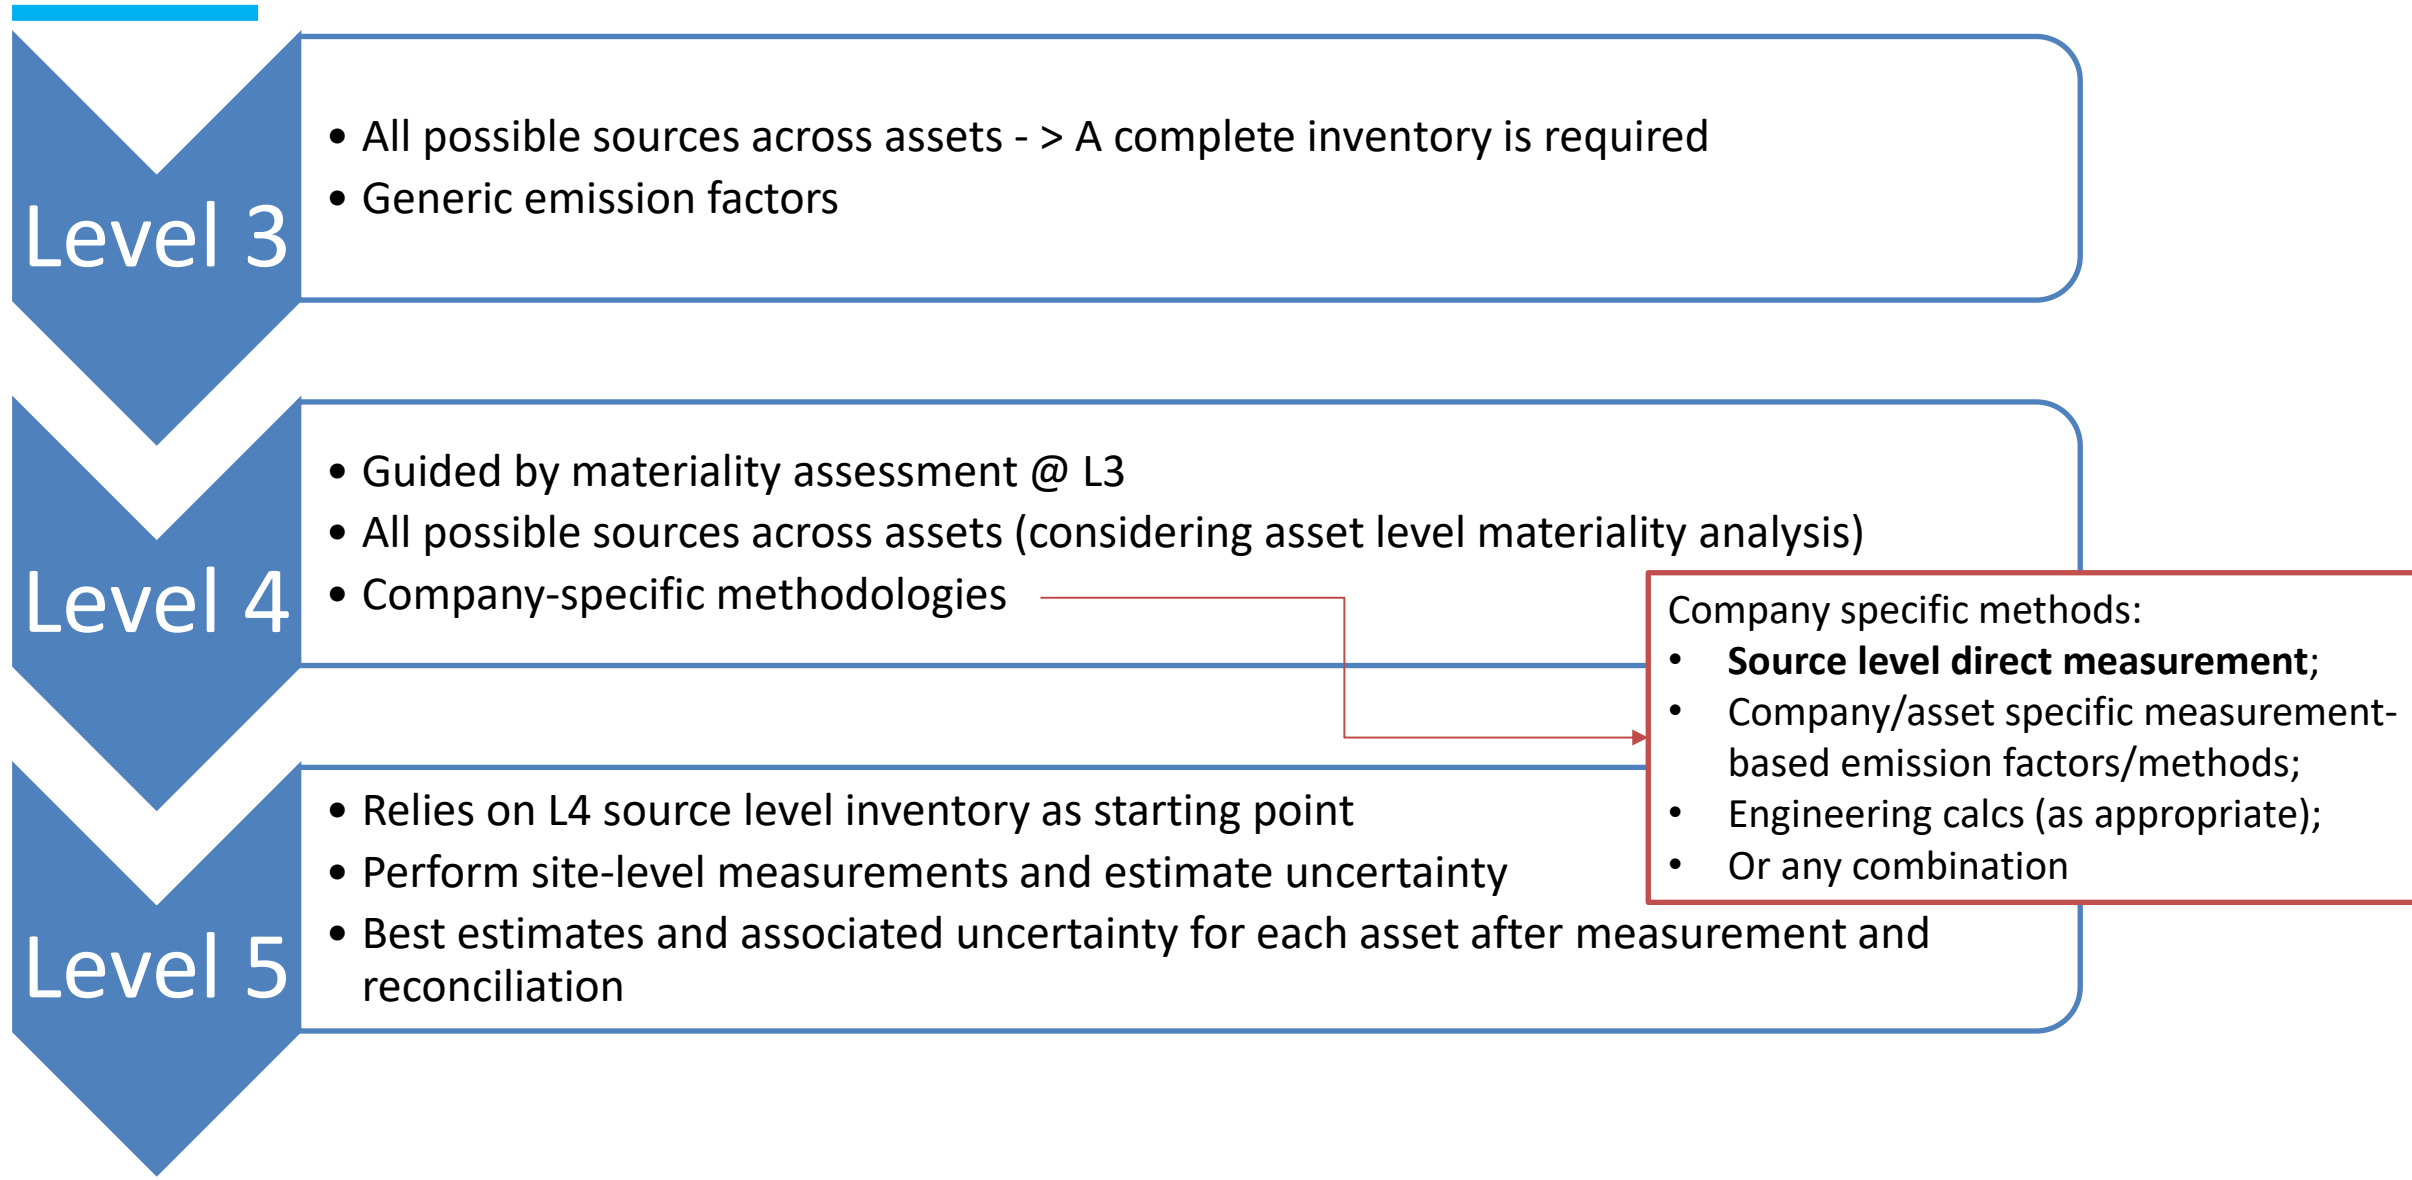 Level 3
• All possible sources across assets - > A complete inventory is required
• Generic emission factors
Level 4
• Guided by materiality assessment @ L3
• All possible sources across assets (considering asset level materiality analysis)
• Company-specific methodologies
Company specific methods:
• Source level direct measurement;
• Company/asset specific measurement-
based emission factors/methods;
• Engineering calcs (as appropriate);
• Or any combination
Level 5
• Relies on L4 source level inventory as starting point
• Perform site-level measurements and estimate uncertainty
• Best estimates and associated uncertainty for each asset after measurement and
reconciliation